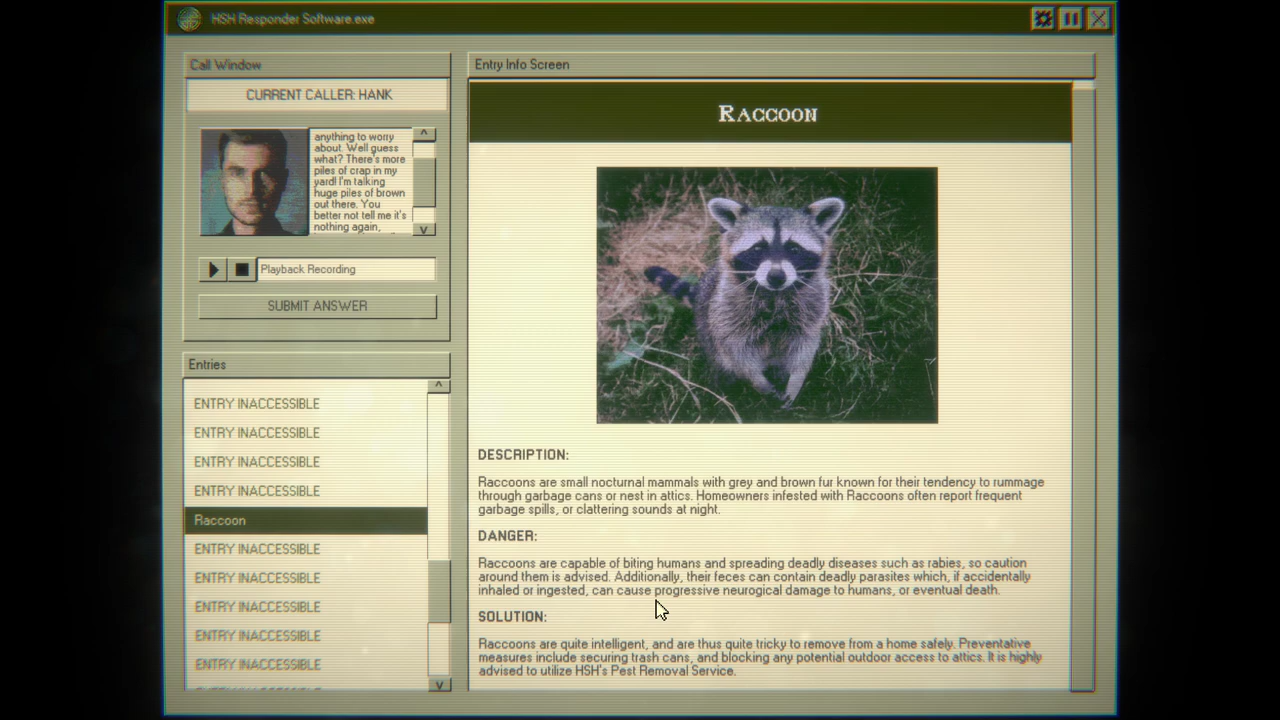 HSH Responder Software.exe
Call Window
CURRENT CALLER: HANK
anything to worry
about. Well guess
what? There's more
piles of crap in my
yard! I'm talking
huge piles of brown
out there. You
better not tell me it's
nothing again,
Playback Recording
SUBMIT ANSWER
Entries
ENTRY INACCESSIBLE
ENTRY INACCESSIBLE
ENTRY INACCESSIBLE
ENTRY INACCESSIBLE
Raccoon
ENTRY INACCESSIBLE
ENTRY INACCESSIBLE
ENTRY INACCESSIBLE
ENTRY INACCESSIBLE
ENTRY INACCESSIBLE
Entry Info Screen
RACCOON
DESCRIPTION:
Raccoons are small nocturnal mammals with grey and brown fur known for their tendency to rummage
through garbage cans or nest in attics. Homeowners infested with Raccoons often report frequent
garbage spills, or clattering sounds at night.
DANGER:
Raccoons are capable of biting humans and spreading deadly diseases such as rabies, so caution
around them is advised. Additionally, their feces can contain deadly parasites which, if accidentally
inhaled or ingested, can cause progressive neurogical damage to humans, or eventual death.
SOLUTION:
Raccoons are quite intelligent, and are thus quite tricky to remove from a home safely. Preventative
measures include securing trash cans, and blocking any potential outdoor access to attics. It is highly
advised to utilize HSH's Pest Removal Service.